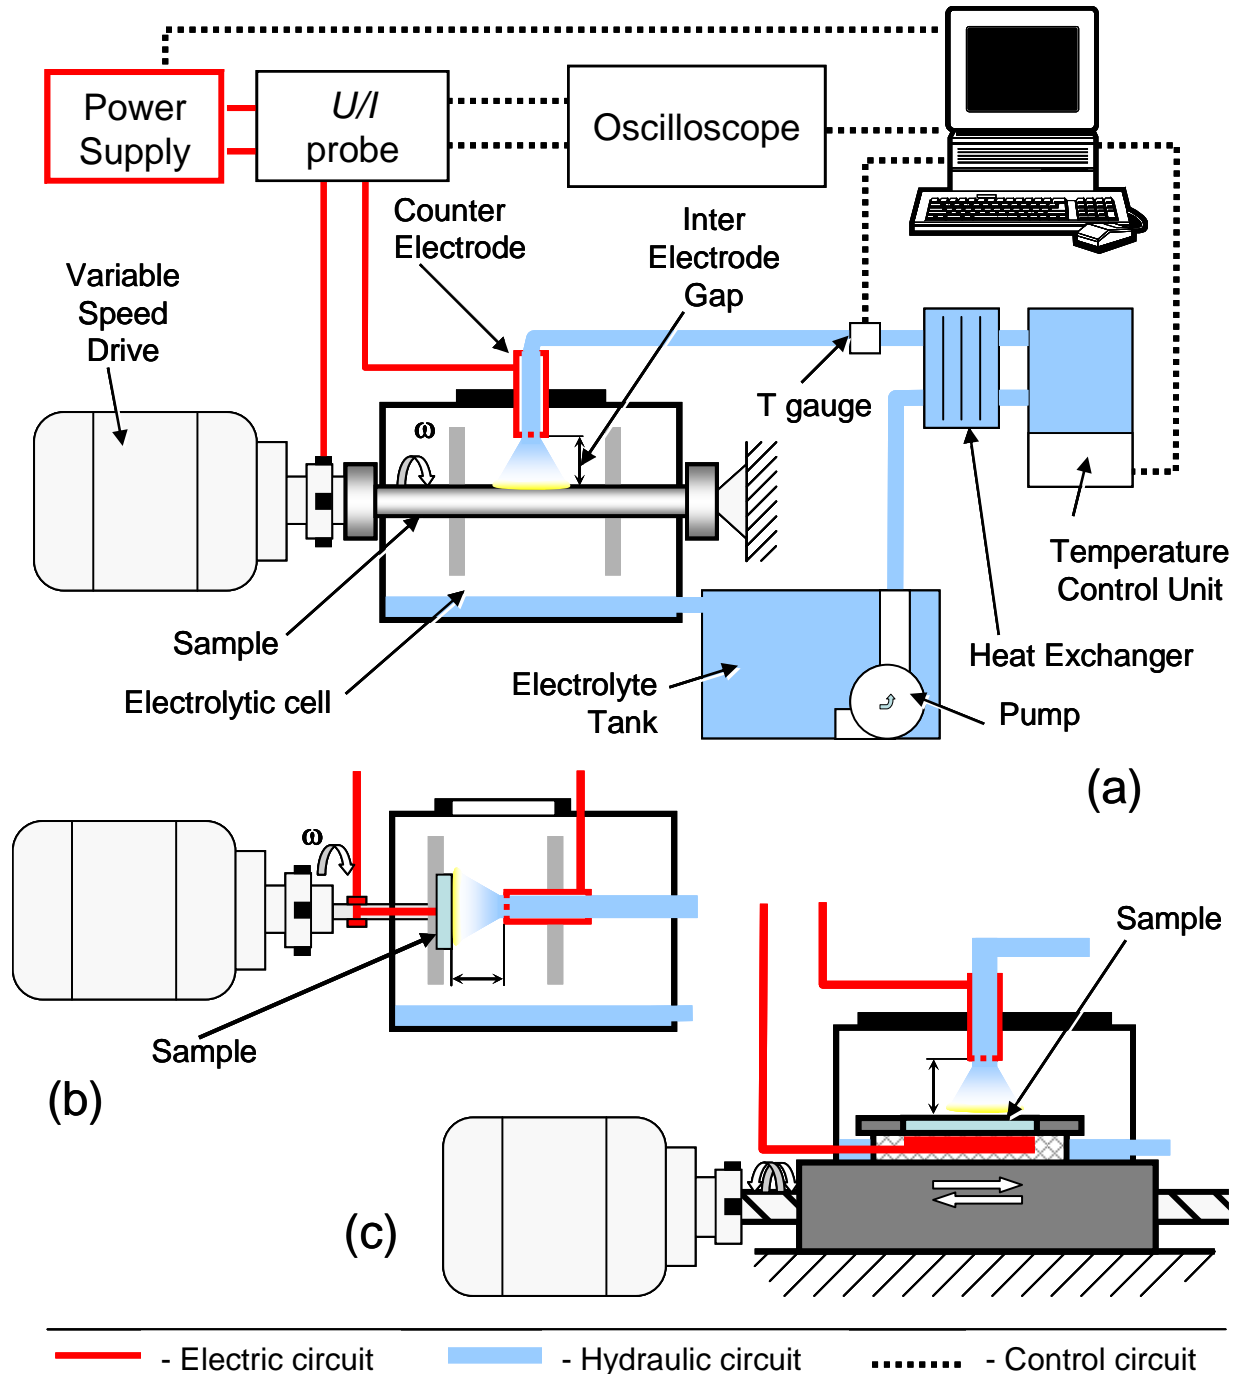 Power
Supply
U/I
probe
Oscilloscope
Counter
Electrode
Inter
Electrode
Gap
Variable
Speed
Drive
ω
T gauge
Temperature
Control Unit
Heat Exchanger
Sample
Electrolytic cell
Electrolyte
Tank
Pump
(a)
ω
Sample
(b)
Sample
(c)
- Electric circuit
- Hydraulic circuit
- Control circuit